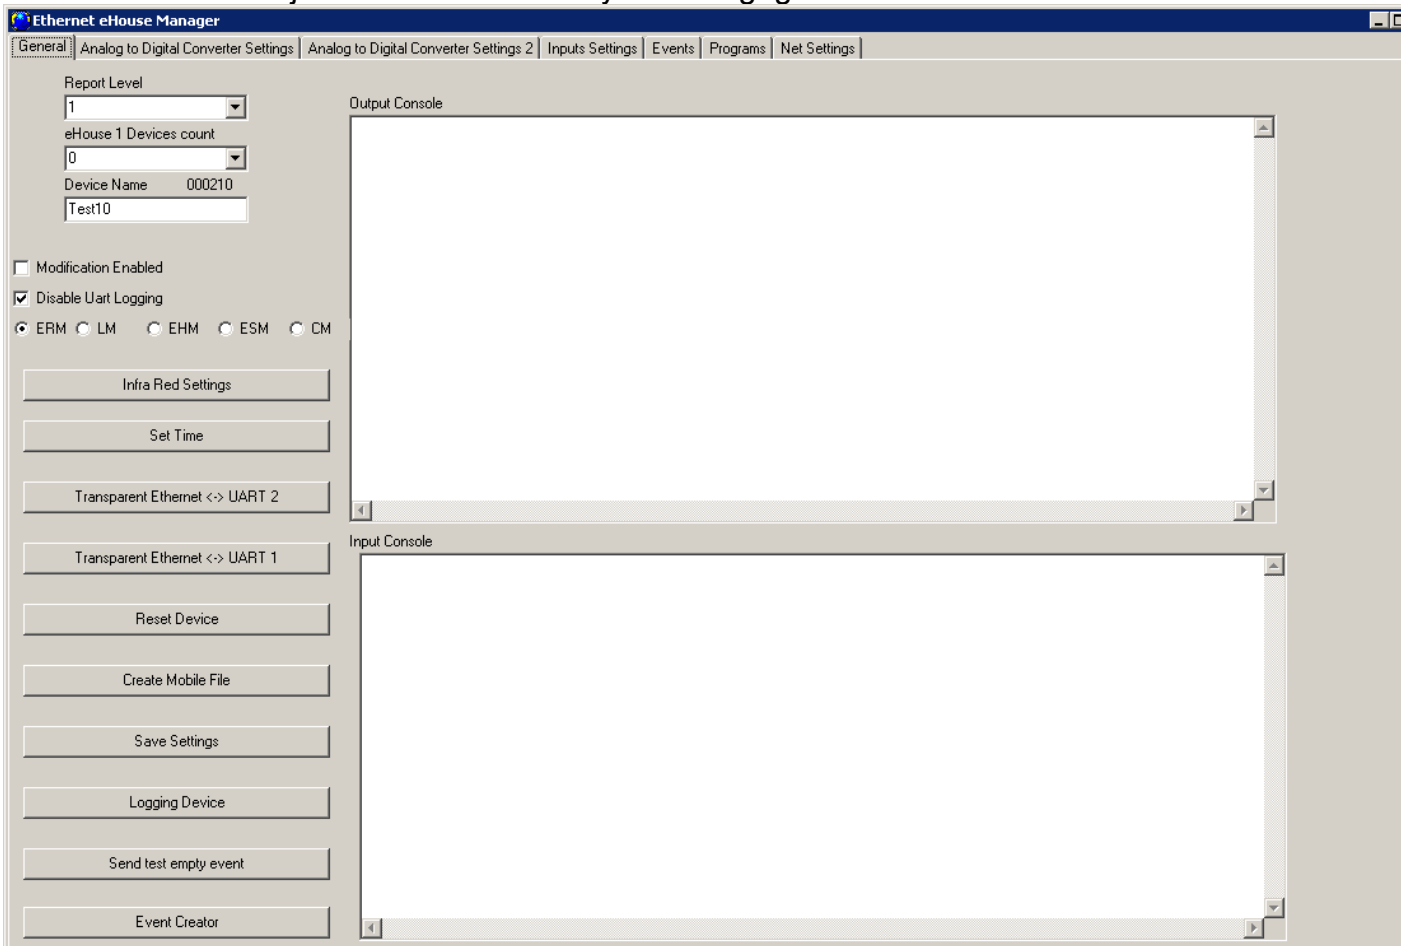 Ethernet eHouse Manager
General Analog to Digital Converter Settings Analog to Digital Converter Settings 2 Inputs Settings Events Programs Net Settings
Report Level
1
eHouse 1 Devices count
0
Device Name 000210
Test10
Modification Enabled
Disable Uart Logging
ERM LM EHM ESM CM
Infra Red Settings
Set Time
Transparent Ethernet <-> UART 2
Transparent Ethernet <-> UART 1
Reset Device
Create Mobile File
Save Settings
Logging Device
Send test empty event
Event Creator
Output Console
Input Console